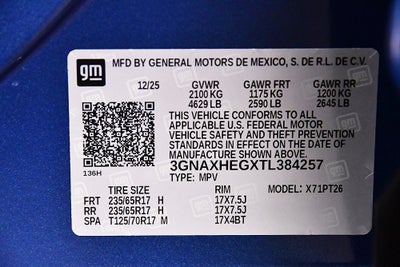 gm
MFD BY GENERAL MOTORS DE MEXICO, S. DE R.L. DE C.V.
12/25 GVWR GAWR FRT GAWR RR
2100 KG 1175 KG 1200 KG
4629 LB 2590 LB 2645 LB
THIS VEHICLE CONFORMS TO ALL
APPLICABLE U.S. FEDERAL MOTOR
VEHICLE SAFETY AND THEFT PREVENTION
STANDARDS IN EFFECT ON THE DATE OF
MANUFACTURE SHOWN ABOVE.
3GNAXHEGXTL384257
136H
TYPE: MPV MODEL: X71PT26
TIRE SIZE RIM
FRT 235/65R17 H 17X7.5J
RR 235/65R17 H 17X7.5J
SPA T125/70R17 M 17X4BT